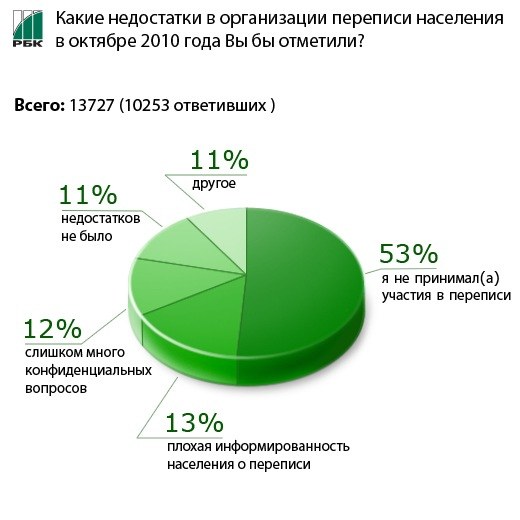 Какие недостатки в организации переписи населения
в октябре 2010 года Вы бы отметили?
РБК
Всего: 13727 (10253 ответивших )
11%
другое
11%
недостатков
не было
53%
я не принимал(а)
участия в переписи
12%
слишком много
конфиденциальных
вопросов
13%
плохая информированность
населения о переписи